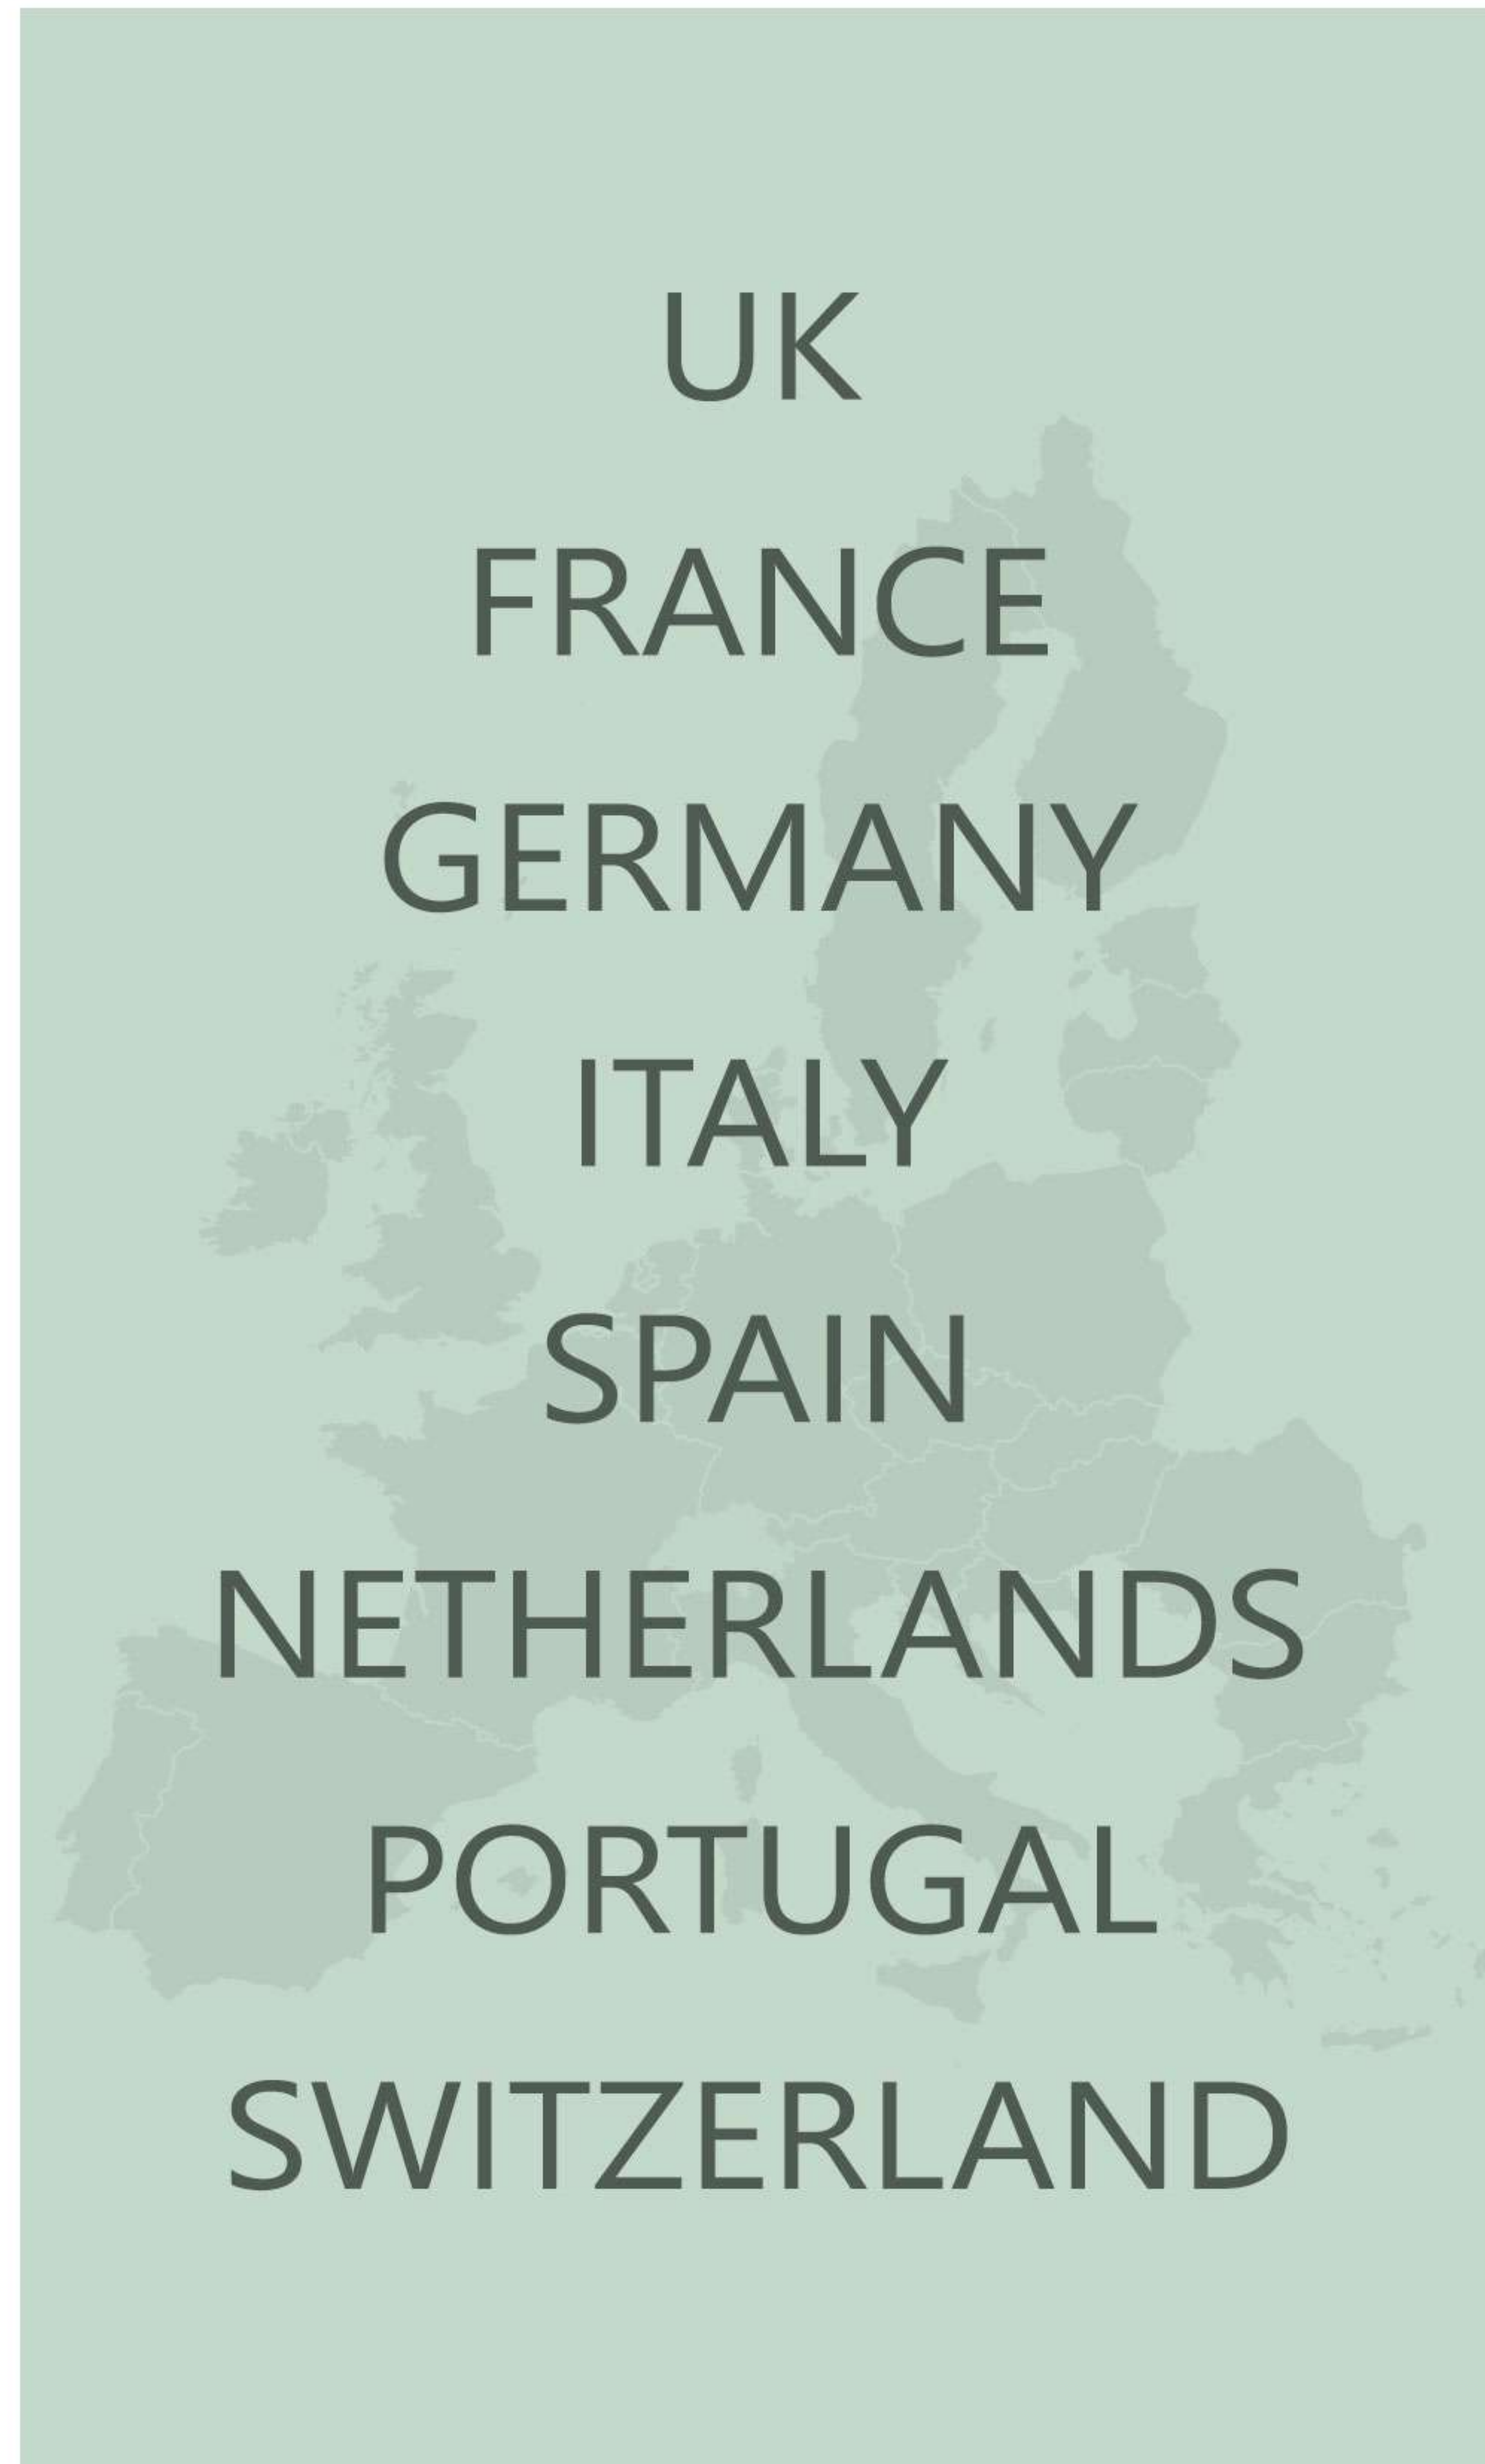 UK
FRANCE
GERMANY
ITALY
SPAIN
NETHERLANDS
PORTUGAL
SWITZERLAND